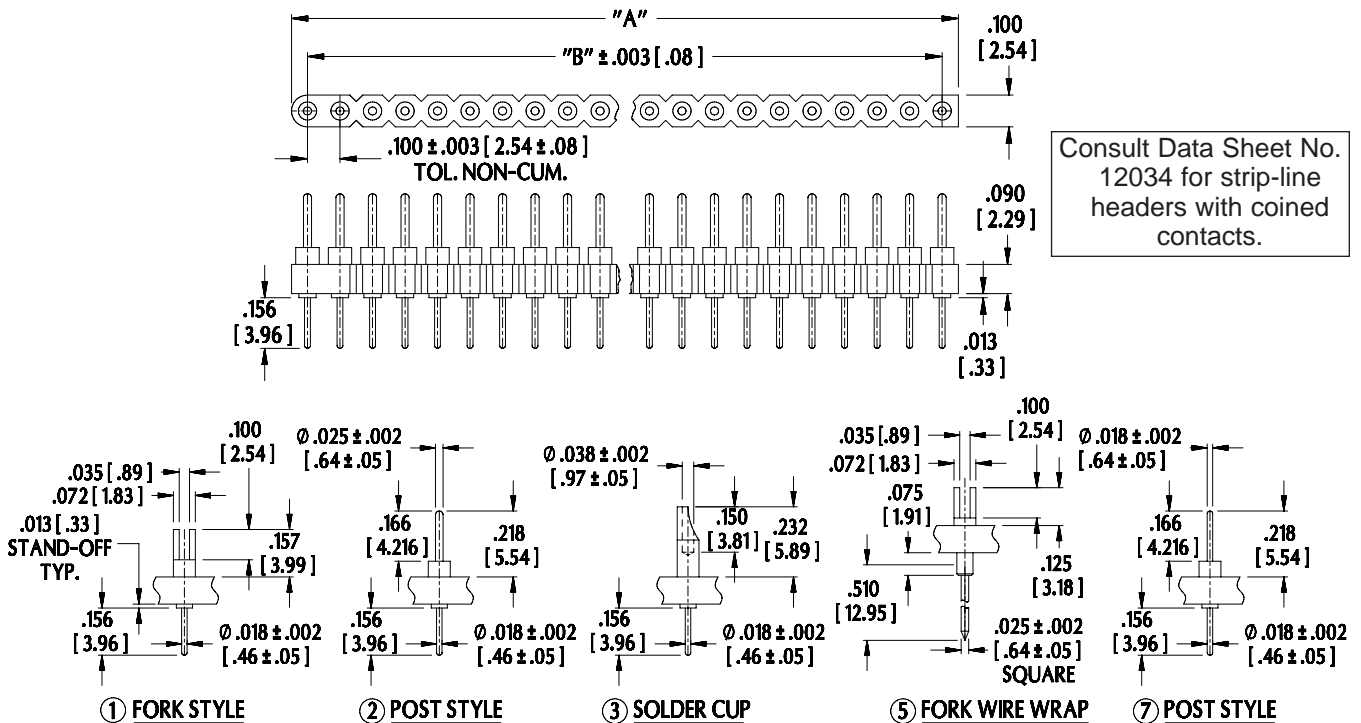 "A"
"B" ±.003 [ .08 ]
.100
[ 2.54 ]
.100 ±.003 [ 2.54 ±.08 ]
TOL. NON-CUM.
Consult Data Sheet No.
12034 for strip-line
headers with coined
contacts.
.090
[ 2.29 ]
.156
[ 3.96 ]
.013
[ .33 ]
.035 [ .89 ]
.072 [ 1.83 ]
.100
[ 2.54 ]
.013 [ .33 ]
STAND-OFF
TYP.
.157
[ 3.99 ]
.156
[ 3.96 ]
Ø .018 ±.002
[ .46 ±.05 ]
① FORK STYLE
Ø .025 ±.002
[ .64 ±.05 ]
.166
[ 4.216 ]
.218
[ 5.54 ]
.156
[ 3.96 ]
Ø .018 ±.002
[ .46 ±.05 ]
② POST STYLE
Ø .038 ±.002
[ .97 ±.05 ]
.150
[ 3.81 ]
.232
[ 5.89 ]
.156
[ 3.96 ]
Ø .018 ±.002
[ .46 ±.05 ]
③ SOLDER CUP
.035 [ .89 ]
.072 [ 1.83 ]
.100
[ 2.54 ]
.075
[ 1.91 ]
.125
[ 3.18 ]
.510
[ 12.95 ]
.025 ±.002
[ .64 ±.05 ]
SQUARE
⑤ FORK WIRE WRAP
Ø .018 ±.002
[ .64 ±.05 ]
.166
[ 4.216 ]
.218
[ 5.54 ]
.156
[ 3.96 ]
Ø .018 ±.002
[ .46 ±.05 ]
⑦ POST STYLE